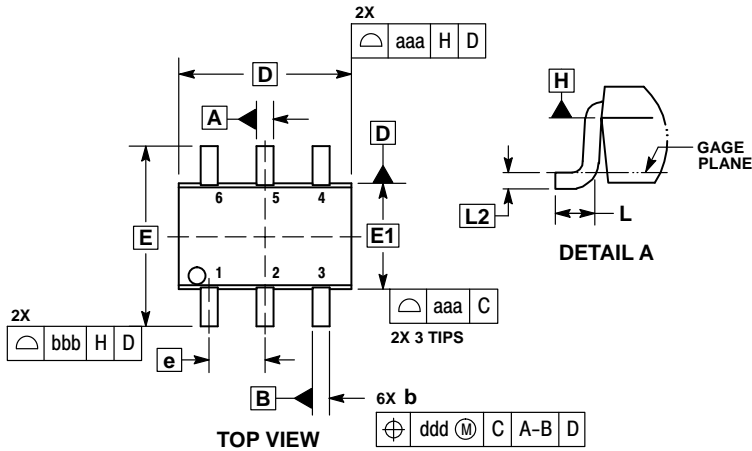 2X
aaa H D
D
A
D
6 5 4
E
E1
1 2 3
2X
bbb H D
aaa C
2X 3 TIPS
e
B
6X b
ddd Ⓜ C A-B D
TOP VIEW
H
GAGE
PLANE
L2
L
DETAIL A